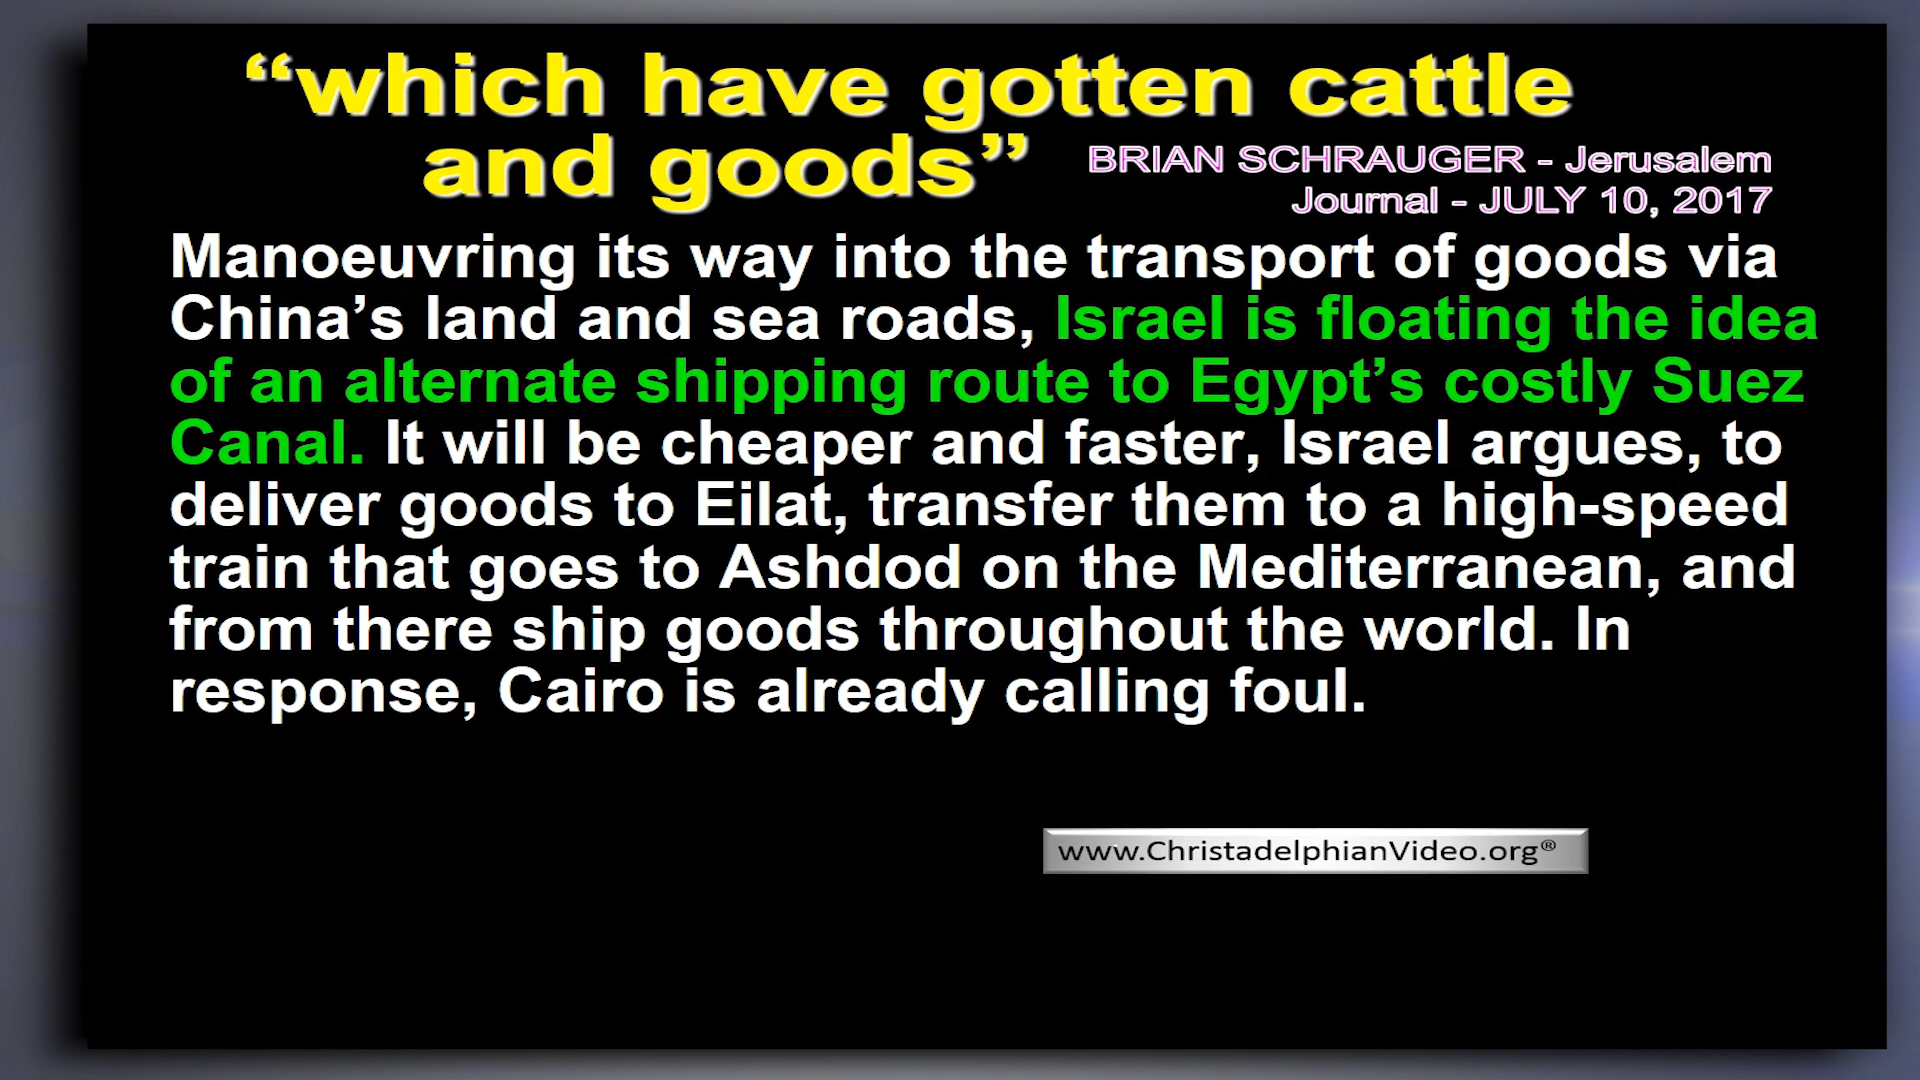 “which have gotten cattle
and goods”
BRIAN SCHRAUGER - Jerusalem
Journal - JULY 10, 2017
Manoeuvring its way into the transport of goods via
China’s land and sea roads, Israel is floating the idea
of an alternate shipping route to Egypt’s costly Suez
Canal. It will be cheaper and faster, Israel argues, to
deliver goods to Eilat, transfer them to a high-speed
train that goes to Ashdod on the Mediterranean, and
from there ship goods throughout the world. In
response, Cairo is already calling foul.
www.ChristadelphianVideo.org®